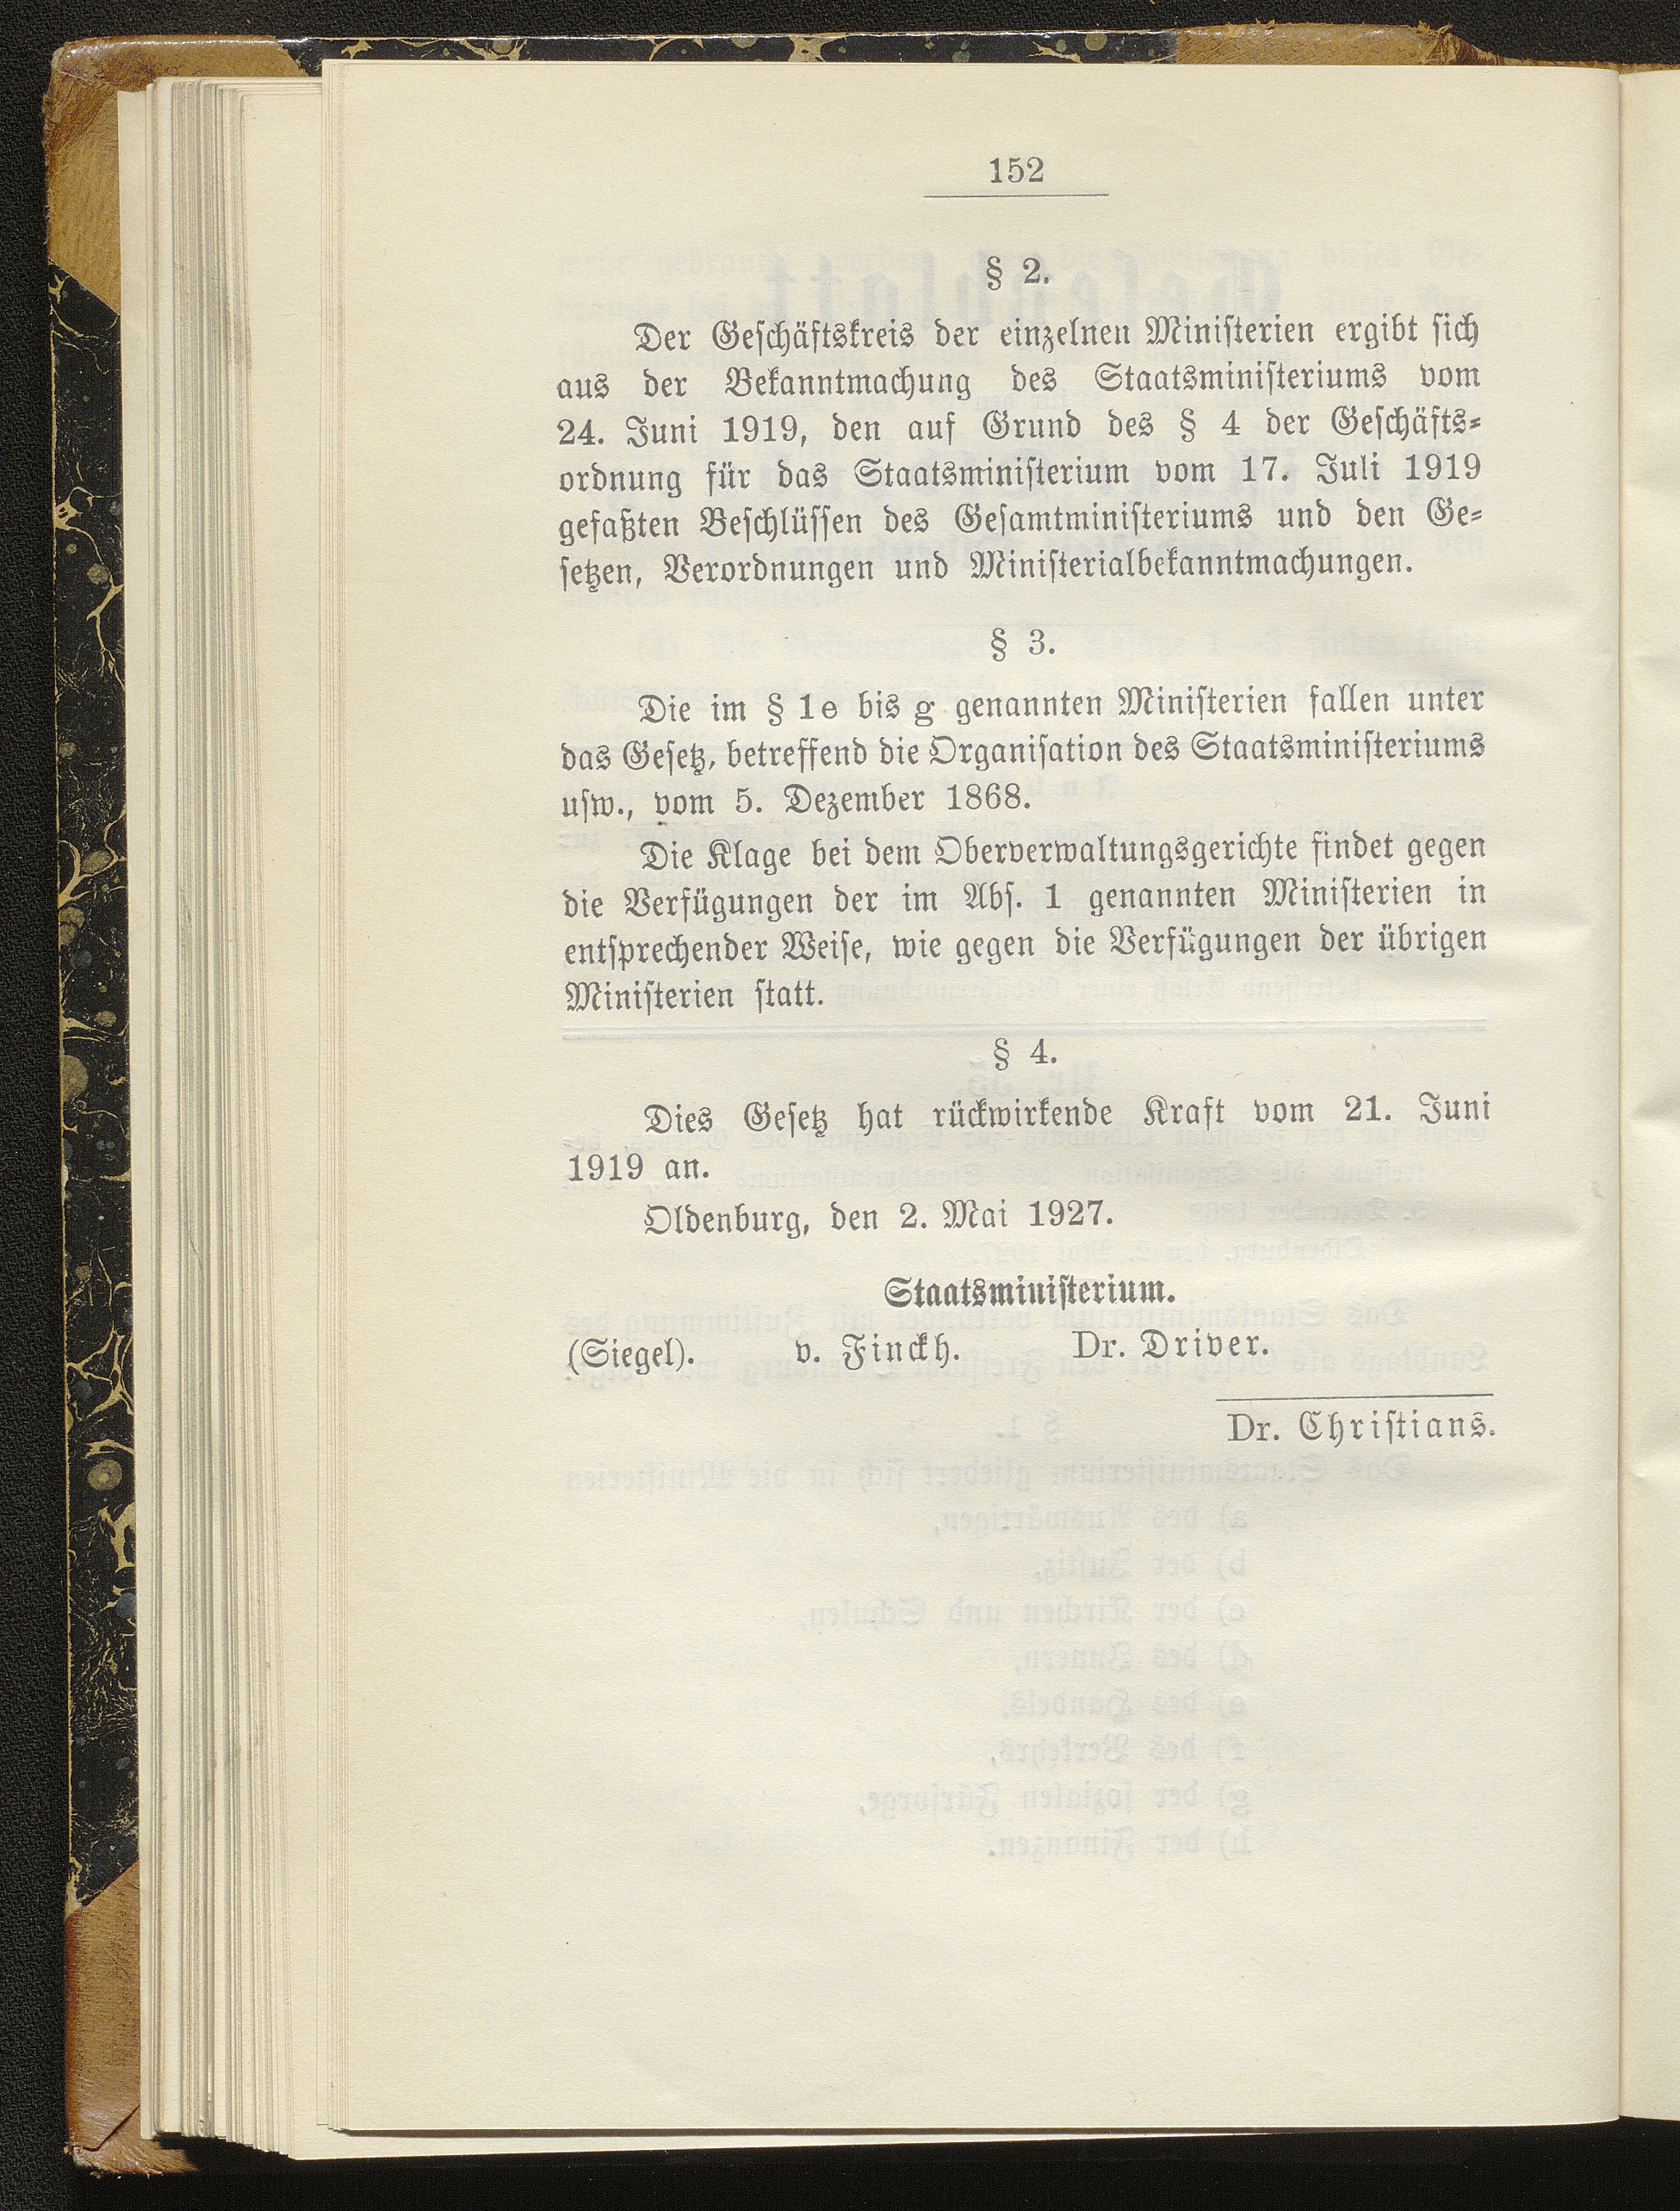 152
§ 2.
Der Geschäftskreis der einzelnen Ministerien ergibt sich
aus der Bekanntmachung des Staatsministeriums vom
24. Juni 1919, den auf Grund des § 4 der Geschäfts-
ordnung für das Staatsministerium vom 17. Juli 1919
gefaßten Beschlüssen des Gesamtministeriums und den Ge-
setzen, Verordnungen und Ministerialbekanntmachungen.
§ 3.
Die im § 1e bis g genannten Ministerien fallen unter
das Gesetz, betreffend die Organisation des Staatsministeriums
usw., vom 5. Dezember 1868.
Die Klage bei dem Oberverwaltungsgerichte findet gegen
die Verfügungen der im Abs. 1 genannten Ministerien in
entsprechender Weise, wie gegen die Verfügungen der übrigen
Ministerien statt.
§ 4.
Dies Gesetz hat rückwirkende Kraft vom 21. Juni
1919 an.
Oldenburg, den 2. Mai 1927.
Staatsministerium.
(Siegel). v. Finckh. Dr. Driver.
Dr. Christians.